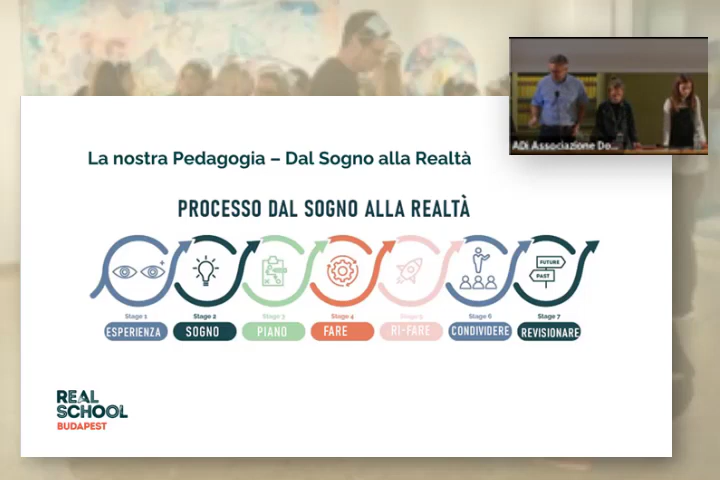 ADi Associazione Do...
La nostra Pedagogia – Dal Sogno alla Realtà
PROCESSO DAL SOGNO ALLA REALTÀ
FUTURE
PAST
Stage 1
Stage 2
Stage 3
Stage 4
Stage 5
Stage 6
Stage 7
ESPERIENZA
SOGNO
PIANO
FARE
RI-FARE
CONDIVIDERE
REVISIONARE
REAL
SCHOOL
BUDAPEST